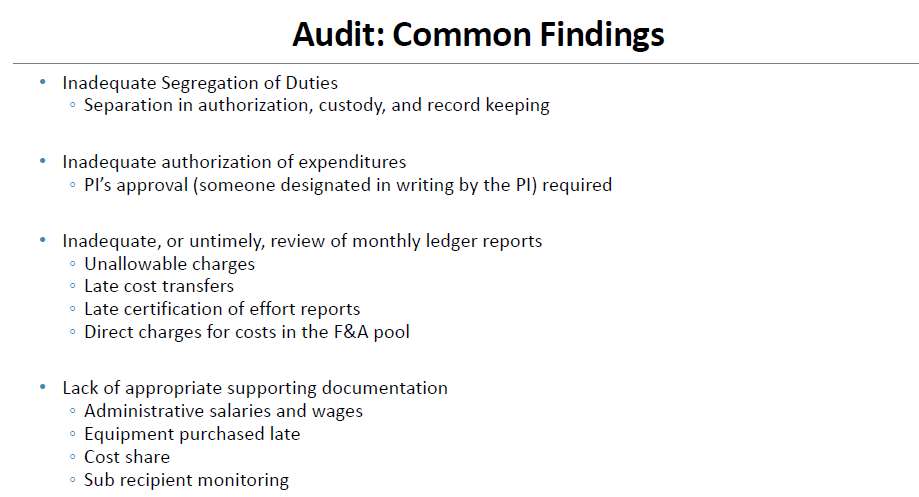 Audit: Common Findings
• Inadequate Segregation of Duties
◦ Separation in authorization, custody, and record keeping
• Inadequate authorization of expenditures
◦ PI’s approval (someone designated in writing by the PI) required
• Inadequate, or untimely, review of monthly ledger reports
◦ Unallowable charges
◦ Late cost transfers
◦ Late certification of effort reports
◦ Direct charges for costs in the F&A pool
• Lack of appropriate supporting documentation
◦ Administrative salaries and wages
◦ Equipment purchased late
◦ Cost share
◦ Sub recipient monitoring